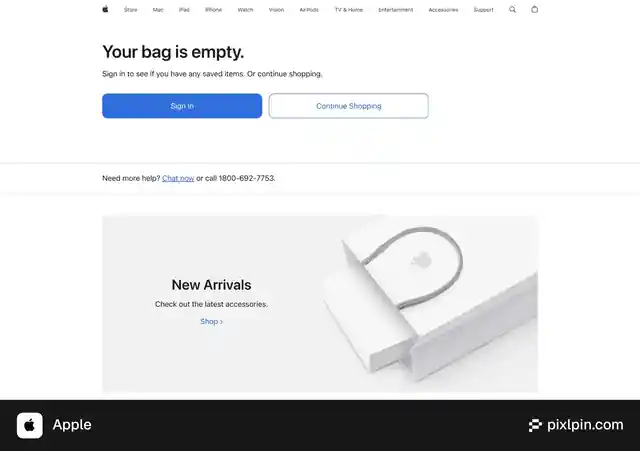 Store Mac iPad iPhone Watch Vision AirPods TV & Home Entertainment Accessories Support
Your bag is empty.
Sign in to see if you have any saved items. Or continue shopping.
Sign In Continue Shopping
Need more help? Chat now or call 1800-692-7753.
New Arrivals
Check out the latest accessories.
Shop ›
Apple pixlpin.com